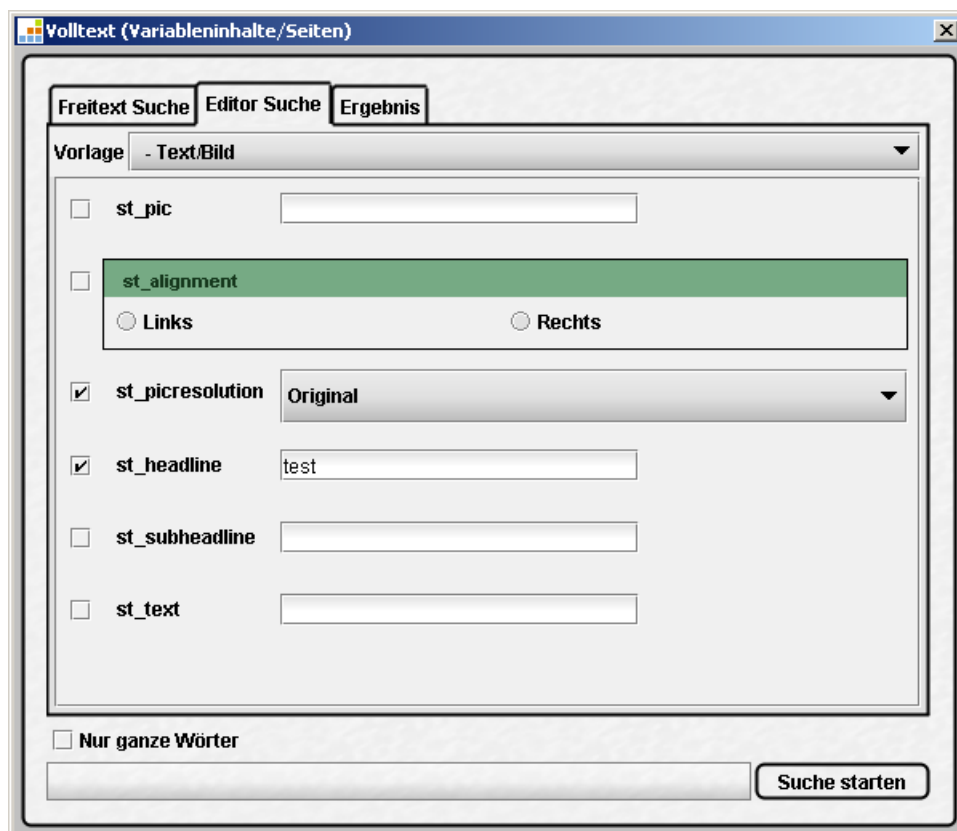 Volltext (Variableninhalte/Seiten)
Freitext Suche Editor Suche Ergebnis
Vorlage - Text/Bild
st_pic
st_alignment
Links Rechts
st_picresolution Original
st_headline test
st_subheadline
st_text
Nur ganze Wörter
Suche starten